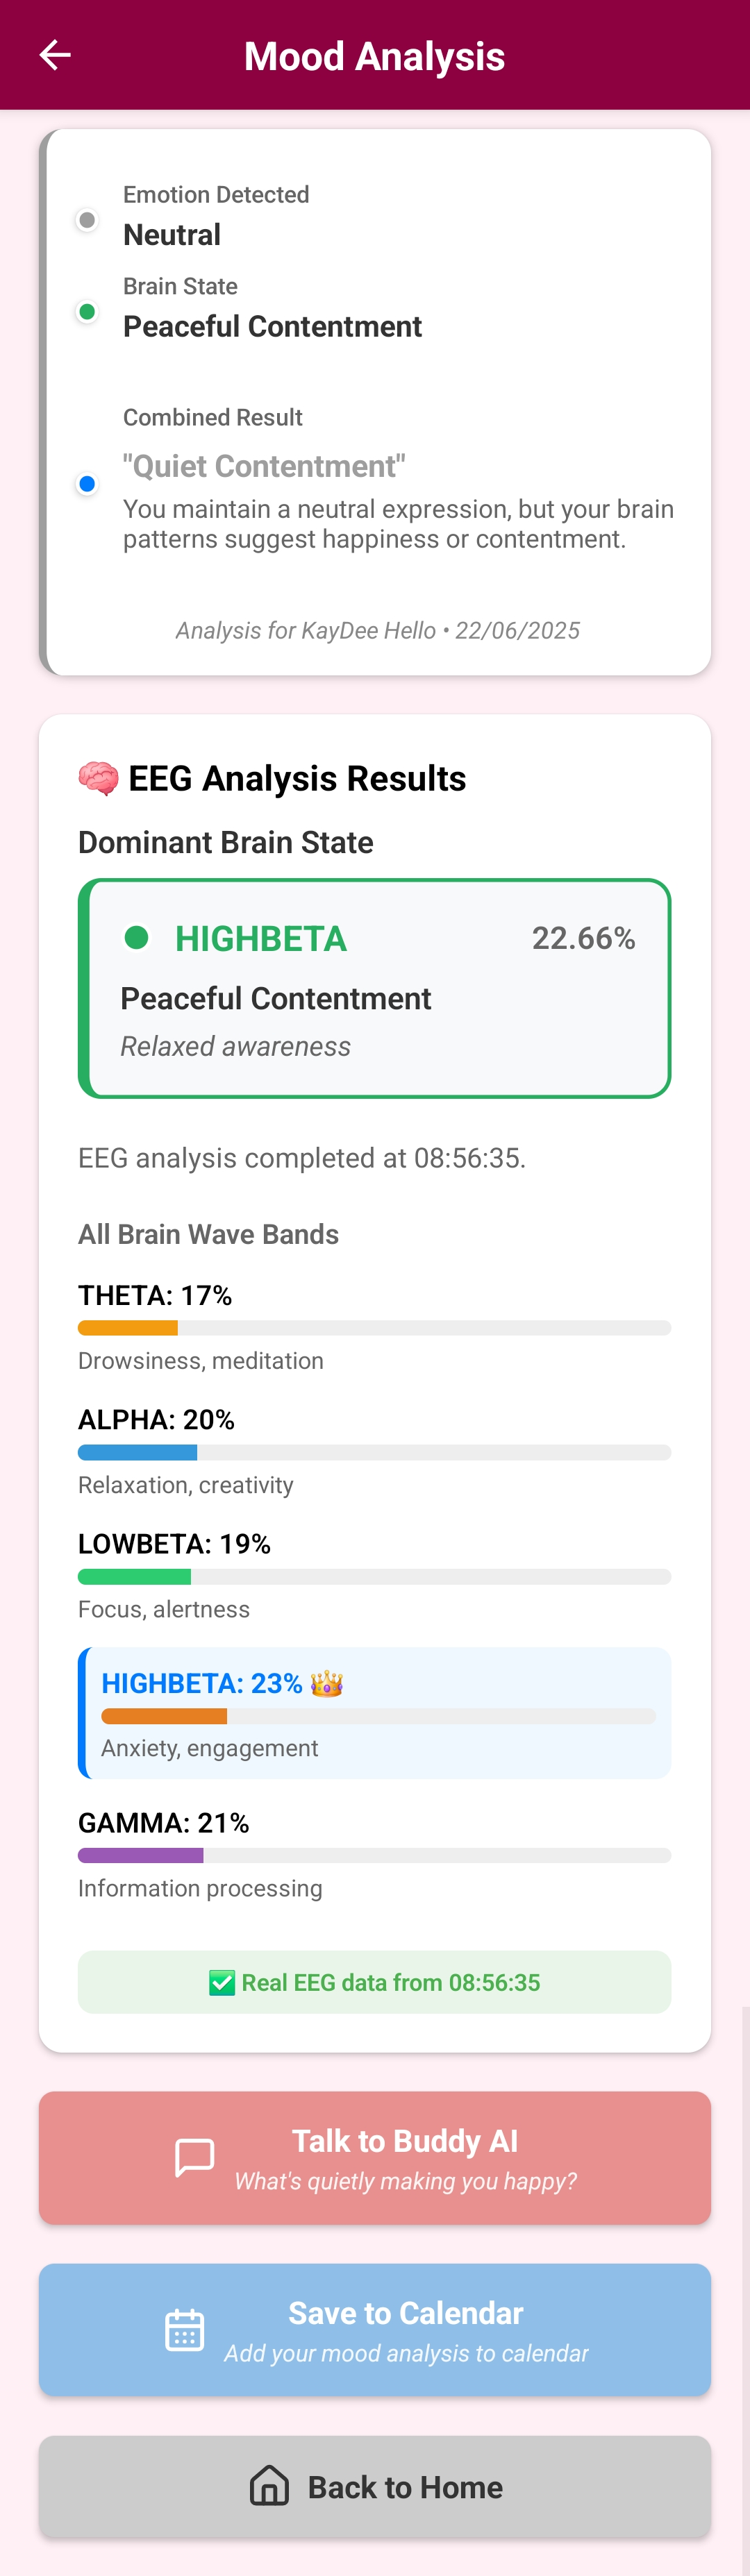 Mood Analysis
Emotion Detected
Neutral
Brain State
Peaceful Contentment
Combined Result
"Quiet Contentment"
You maintain a neutral expression, but your brain
patterns suggest happiness or contentment.
Analysis for KayDee Hello • 22/06/2025
🧠 EEG Analysis Results
Dominant Brain State
HIGHBETA 22.66%
Peaceful Contentment
Relaxed awareness
EEG analysis completed at 08:56:35.
All Brain Wave Bands
THETA: 17%
Drowsiness, meditation
ALPHA: 20%
Relaxation, creativity
LOWBETA: 19%
Focus, alertness
HIGHBETA: 23% 👑
Anxiety, engagement
GAMMA: 21%
Information processing
✅ Real EEG data from 08:56:35
Talk to Buddy AI
What's quietly making you happy?
Save to Calendar
Add your mood analysis to calendar
Back to Home